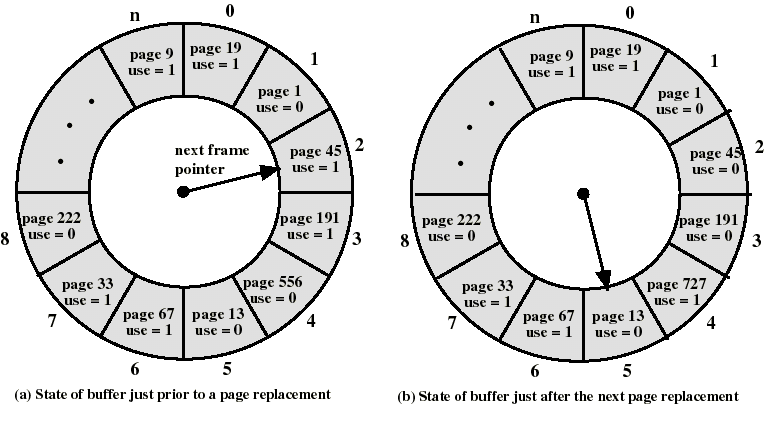 n
0
page 9
use = 1
page 19
use = 1
1
page 1
use = 0
2
page 45
use = 1
next frame
pointer
page 191
use = 1
3
page 556
use = 0
4
page 13
use = 0
5
page 67
use = 1
6
page 33
use = 1
7
page 222
use = 0
8
(a) State of buffer just prior to a page replacement
n
0
page 9
use = 1
page 19
use = 1
1
page 1
use = 0
2
page 45
use = 0
page 191
use = 0
3
page 727
use = 1
4
page 13
use = 0
5
page 67
use = 1
6
page 33
use = 1
7
page 222
use = 0
8
(b) State of buffer just after the next page replacement